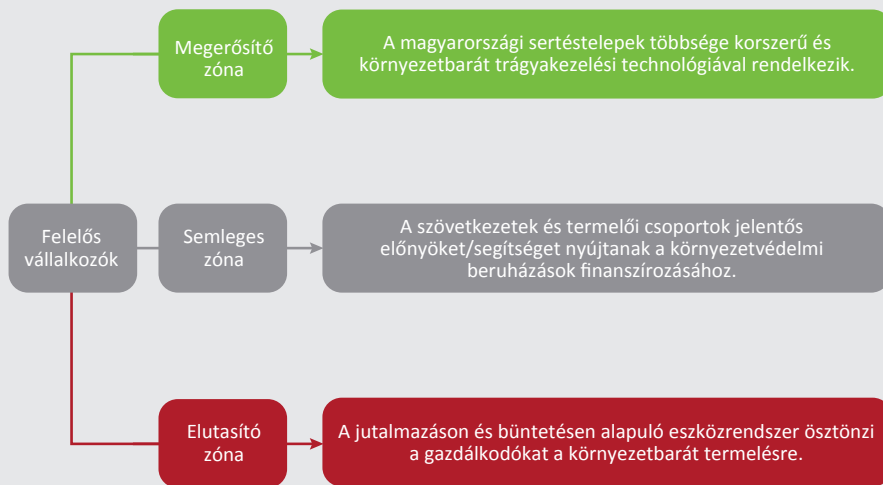 Megerősítő
zóna
A magyarországi sertéstelepek többsége korszerű és
környezetbarát trágyakezelési technológiával rendelkezik.
Felelős
vállalkozók
Semleges
zóna
A szövetkezetek és termelői csoportok jelentős
előnyöket/segítséget nyújtanak a környezetvédelmi
beruházások finanszírozásához.
Elutasító
zóna
A jutalmazáson és büntetésen alapuló eszközrendszer ösztönzi
a gazdálkodókat a környezetbarát termelésre.